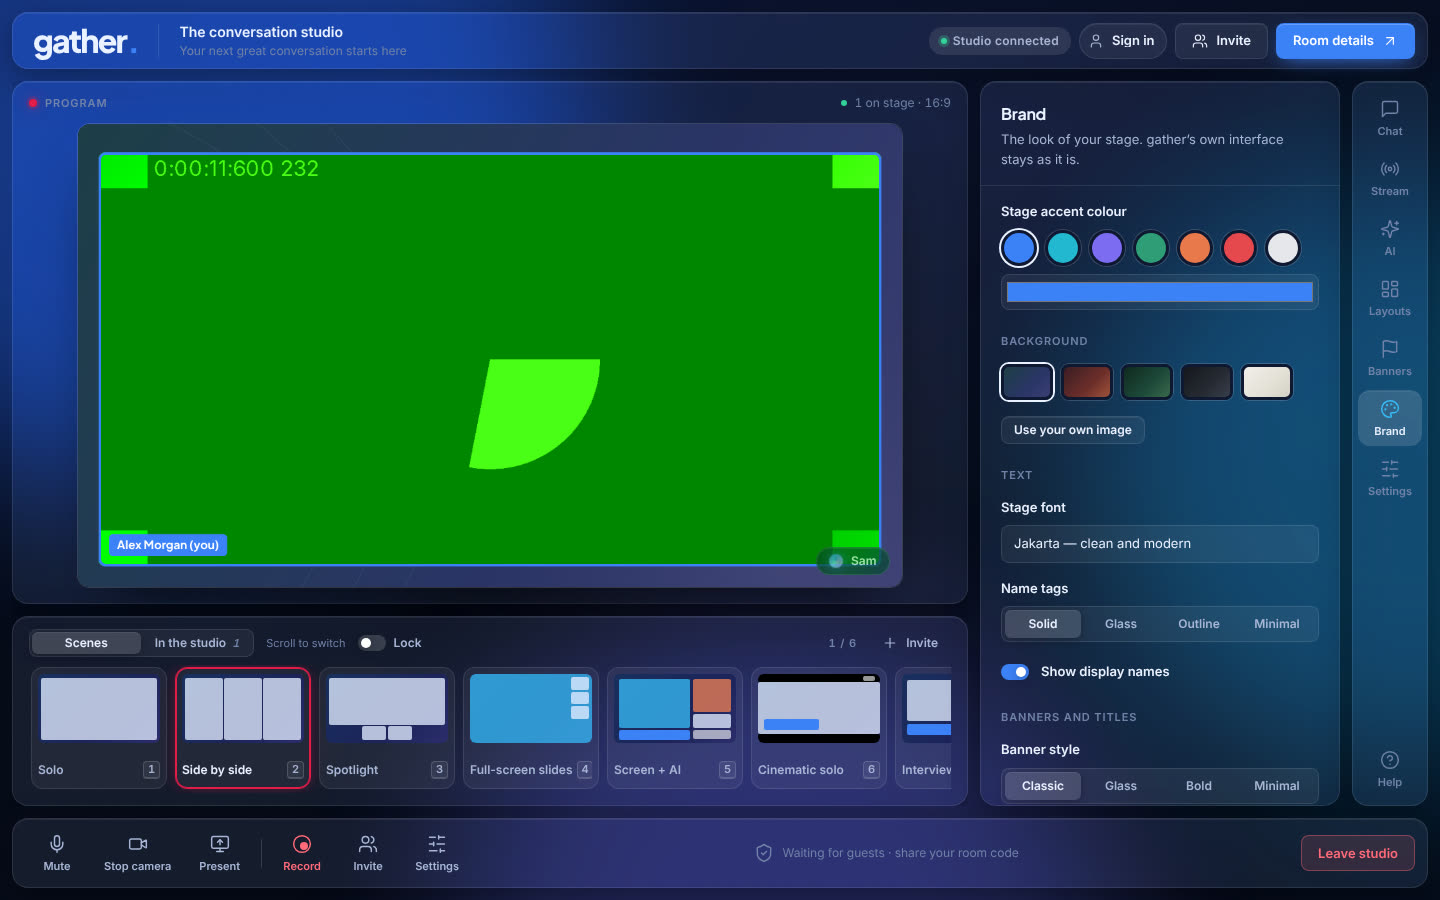 gather.
The conversation studio
Your next great conversation starts here
Studio connected
Sign in
Invite
Room details
PROGRAM
1 on stage · 16:9
0:00:11:600 232
Alex Morgan (you)
Sam
Scenes
In the studio 1
Scroll to switch
Lock
1 / 6
Invite
Solo 1
Side by side 2
Spotlight 3
Full-screen slides 4
Screen + AI 5
Cinematic solo 6
Interview
Brand
The look of your stage. gather’s own interface
stays as it is.
Stage accent colour
BACKGROUND
Use your own image
TEXT
Stage font
Jakarta — clean and modern
Name tags
Solid
Glass
Outline
Minimal
Show display names
BANNERS AND TITLES
Banner style
Classic
Glass
Bold
Minimal
Chat
Stream
AI
Layouts
Banners
Brand
Settings
Help
Mute
Stop camera
Present
Record
Invite
Settings
Waiting for guests · share your room code
Leave studio